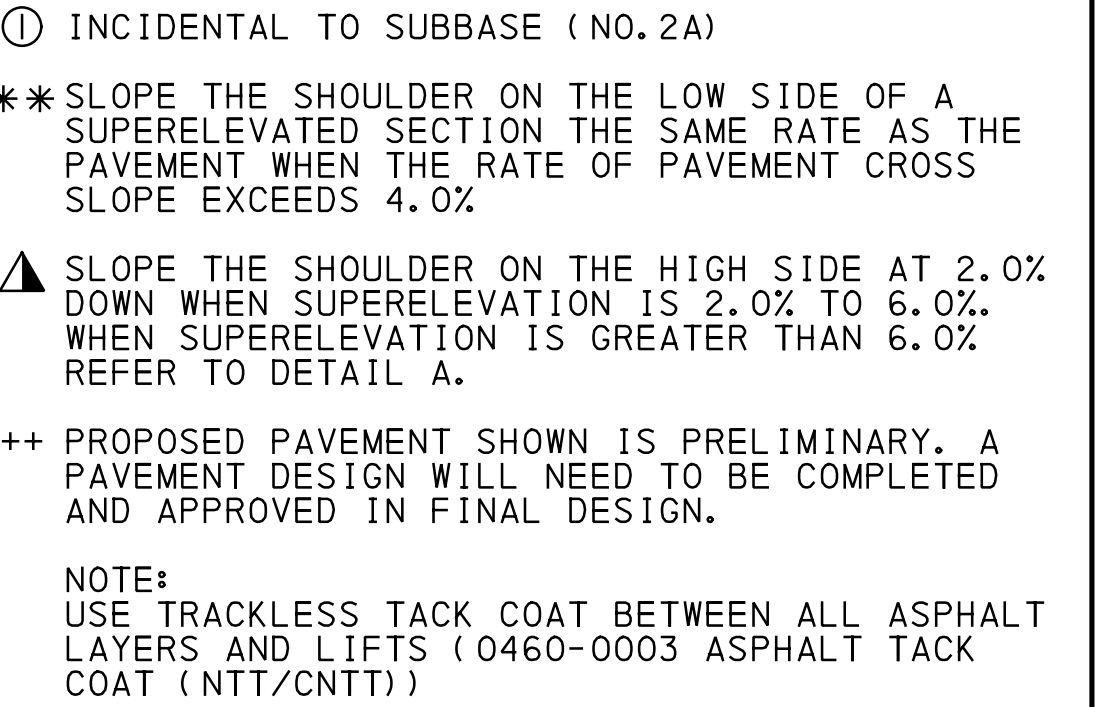 ① INCIDENTAL TO SUBBASE (NO. 2A)
** SLOPE THE SHOULDER ON THE LOW SIDE OF A
SUPERELEVATED SECTION THE SAME RATE AS THE
PAVEMENT WHEN THE RATE OF PAVEMENT CROSS
SLOPE EXCEEDS 4.0%
SLOPE THE SHOULDER ON THE HIGH SIDE AT 2.0%
DOWN WHEN SUPERELEVATION IS 2.0% TO 6.0%.
WHEN SUPERELEVATION IS GREATER THAN 6.0%
REFER TO DETAIL A.
++ PROPOSED PAVEMENT SHOWN IS PRELIMINARY. A
PAVEMENT DESIGN WILL NEED TO BE COMPLETED
AND APPROVED IN FINAL DESIGN.
NOTE:
USE TRACKLESS TACK COAT BETWEEN ALL ASPHALT
LAYERS AND LIFTS (0460-0003 ASPHALT TACK
COAT (NTT/CNTT))